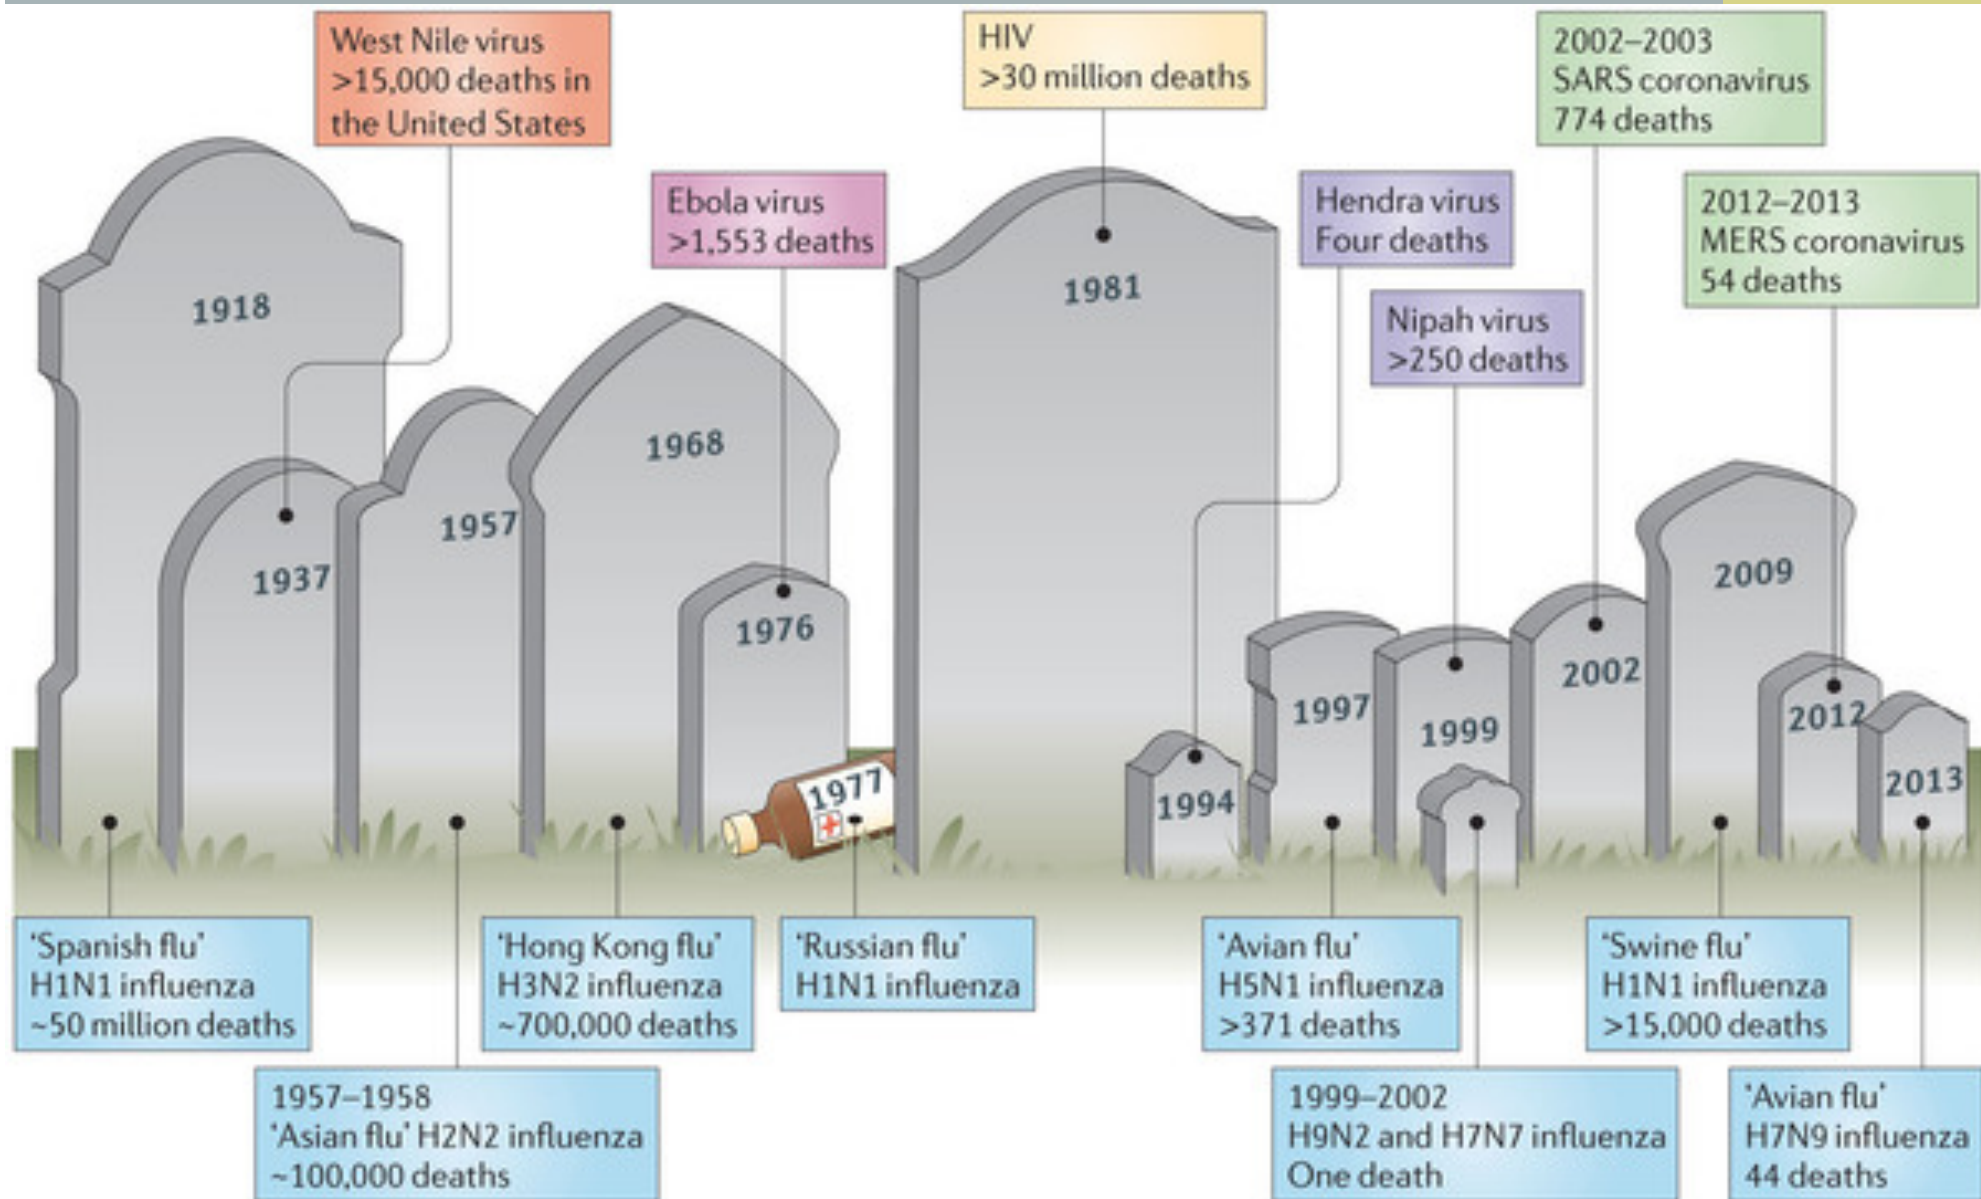 West Nile virus
>15,000 deaths in
the United States
HIV
>30 million deaths
2002–2003
SARS coronavirus
774 deaths
Ebola virus
>1,553 deaths
Hendra virus
Four deaths
2012–2013
MERS coronavirus
54 deaths
Nipah virus
>250 deaths
1918
1937
1957
1968
1976
1977
1981
1994
1997
1999
2002
2009
2012
2013
‘Spanish flu’
H1N1 influenza
~50 million deaths
1957–1958
‘Asian flu’ H2N2 influenza
~100,000 deaths
‘Hong Kong flu’
H3N2 influenza
~700,000 deaths
‘Russian flu’
H1N1 influenza
‘Avian flu’
H5N1 influenza
>371 deaths
1999–2002
H9N2 and H7N7 influenza
One death
‘Swine flu’
H1N1 influenza
>15,000 deaths
‘Avian flu’
H7N9 influenza
44 deaths